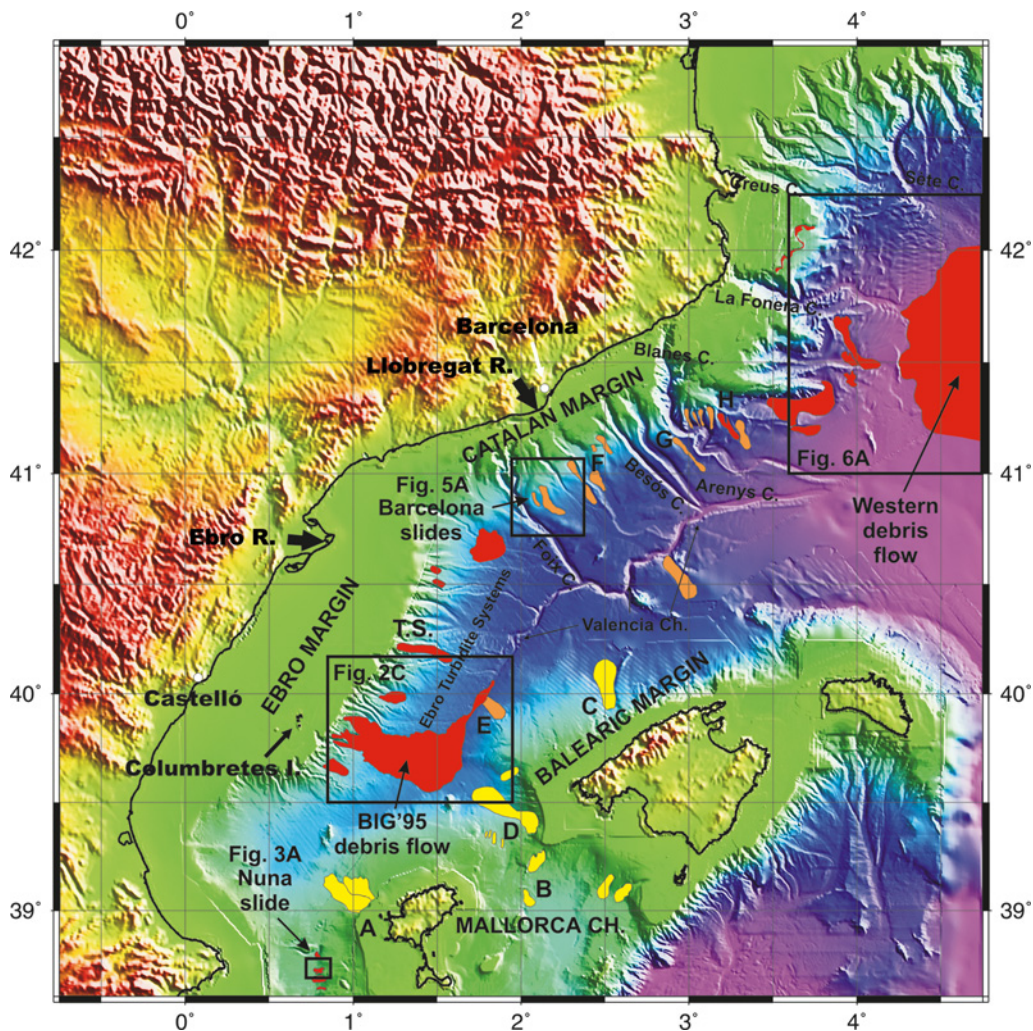 0° 1° 2° 3° 4°
Creus C.
Sete C.
42° 42°
La Fonera C.
Barcelona
Llobregat R.
Blanes C.
CATALAN MARGIN
H
G
F
41° 41°
Fig. 6A
Fig. 5A
Barcelona
slides
Besòs C.
Arenys C.
Western
debris
flow
Ebro R.
Foix C.
EBRO MARGIN
T.S.
Ebro Turbidite Systems
Valencia Ch.
Fig. 2C
40° 40°
Castelló
C
E
BALEARIC MARGIN
Columbretes I.
BIG'95
debris flow
D
Fig. 3A
Nuna
slide
B
39° 39°
A
MALLORCA CH.
0° 1° 2° 3° 4°